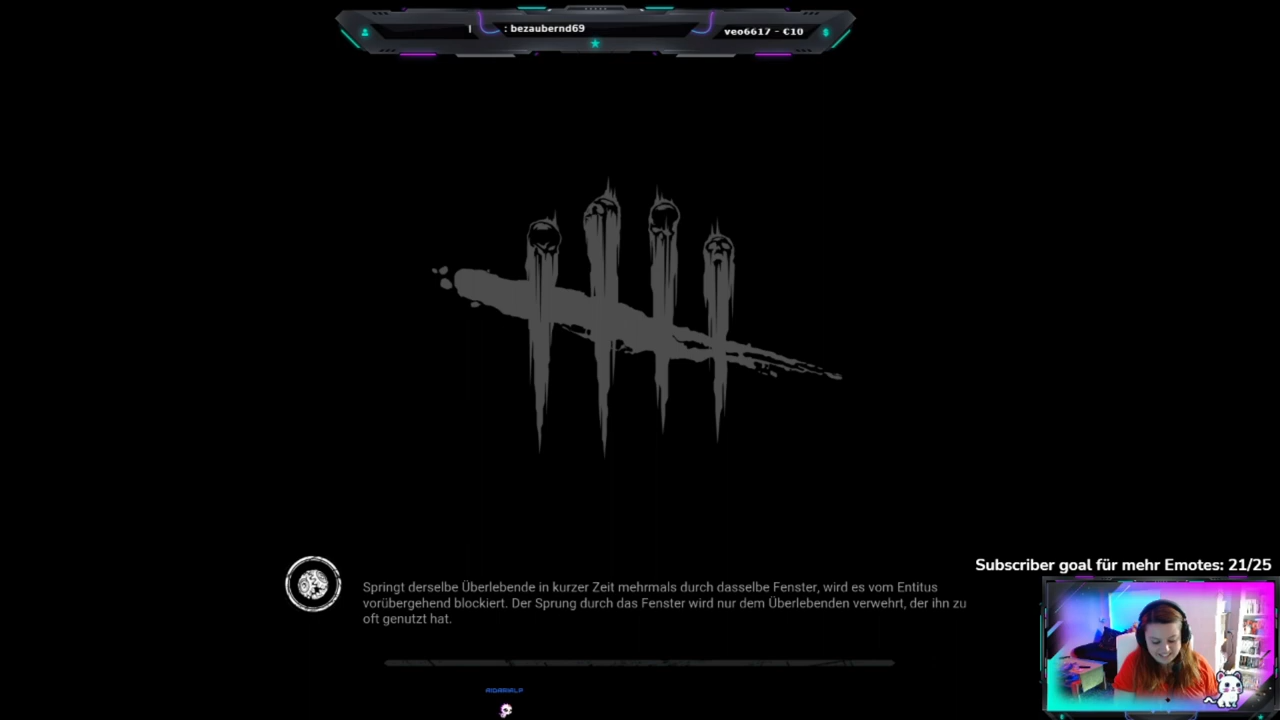 : bezaubernd69
veo6617 - €10
Springt derselbe Überlebende in kurzer Zeit mehrmals durch dasselbe Fenster, wird es vom Entitus
vorübergehend blockiert. Der Sprung durch das Fenster wird nur dem Überlebenden verwehrt, der ihn zu
oft genutzt hat.
Subscriber goal für mehr Emotes: 21/25